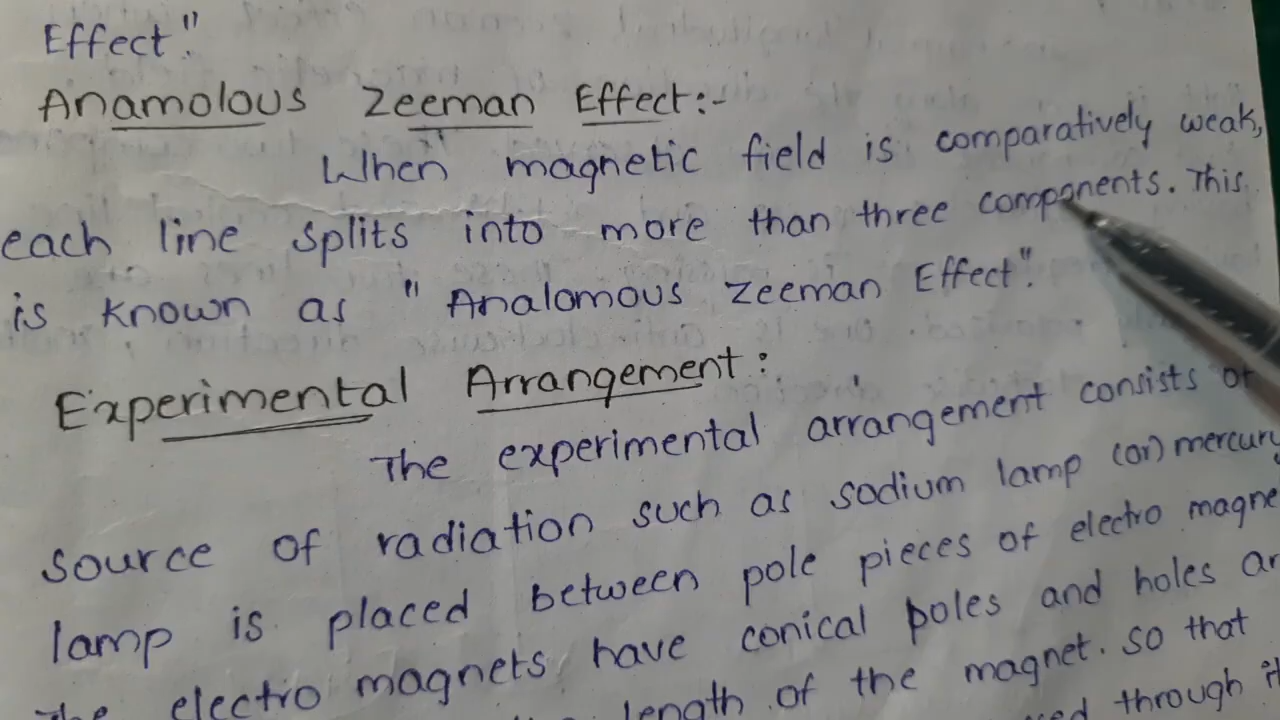 Effect".
Anamolous Zeeman Effect:-
When magnetic field is comparatively weak,
each line splits into more than three components. This
is known as "Analomous Zeeman Effect".
Experimental Arrangement:
The experimental arrangement consists of
source of radiation such as sodium lamp (or) mercury
lamp is placed between pole pieces of electro magne
The electro magnets have conical poles and holes ar
length of the magnet. So that
through